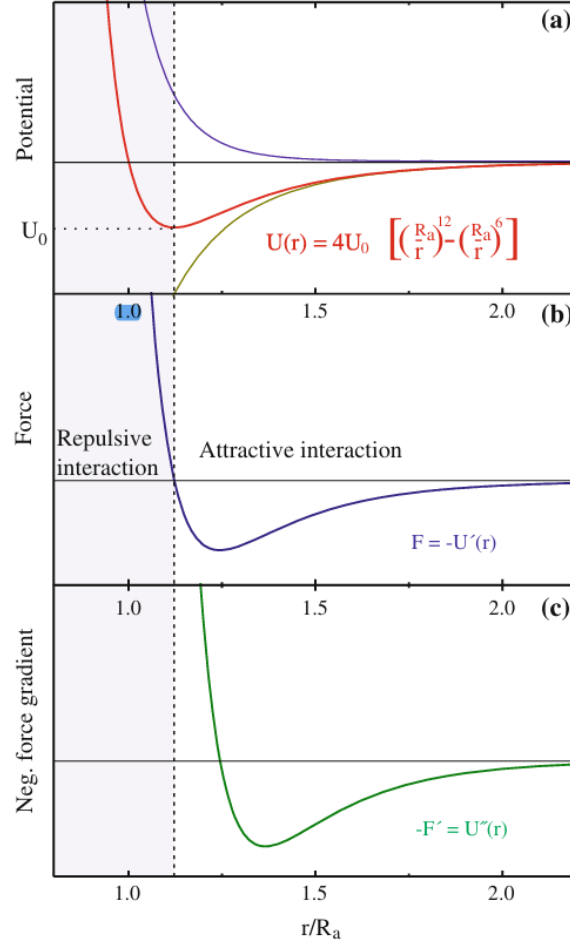 (a)
Potential
U₀
U(r) = 4U₀ [(Rₐ/r)¹²-(Rₐ/r)⁶]
1.0 1.5 2.0 (b)
Force
Repulsive
interaction
Attractive interaction
F = -U´(r)
1.0 1.5 2.0 (c)
Neg. force gradient
-F´ = U˝(r)
1.0 1.5 2.0
r/Rₐ